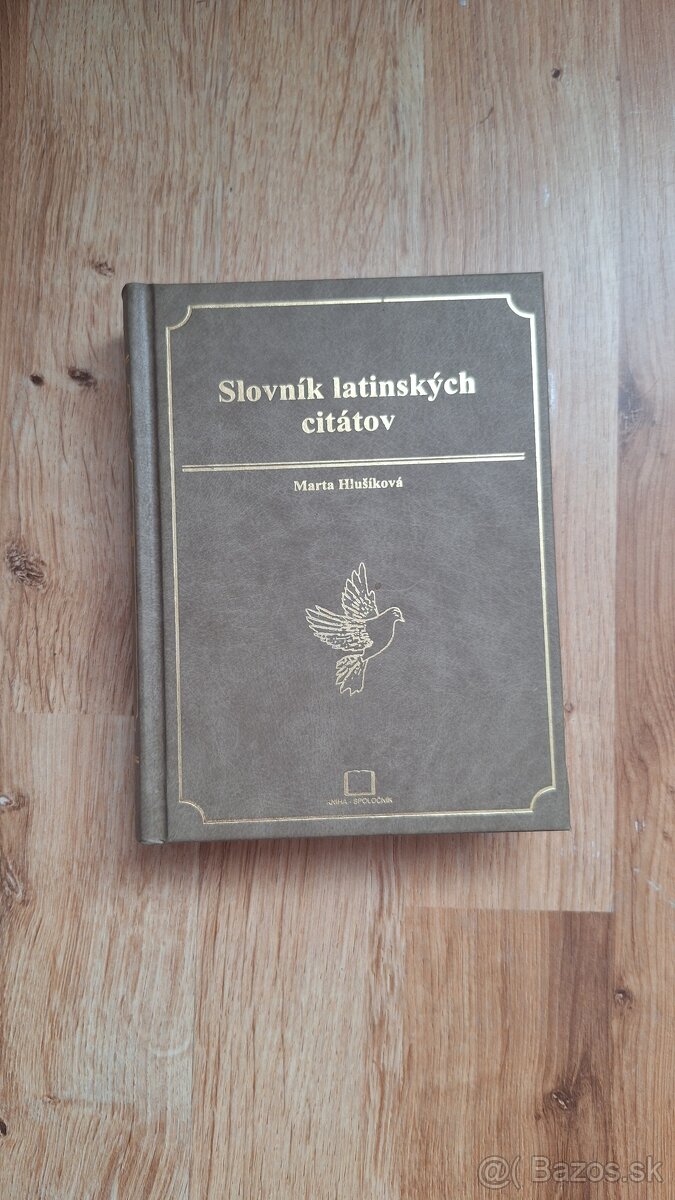 Slovník latinských
citátov
Marta Hlušíková
KNIHA - SPOLOČNÍK
@( Bazos.sk